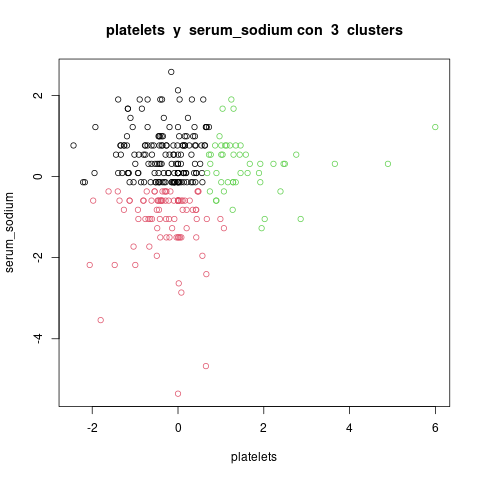 platelets y serum_sodium con 3 clusters
serum_sodium
2
0
-2
-4
-2 0 2 4 6
platelets